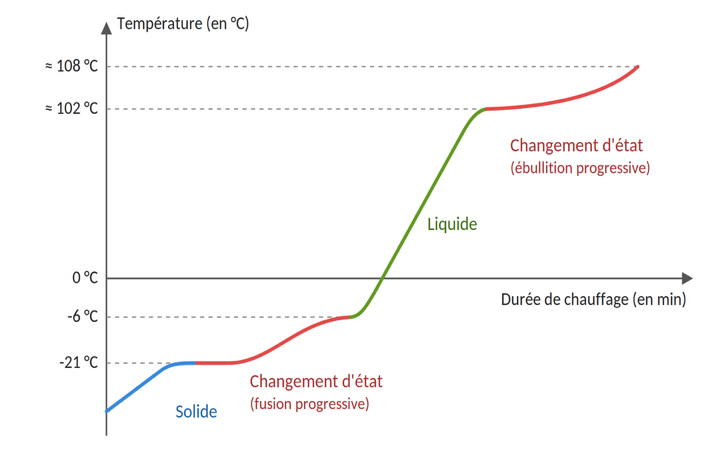 Température (en °C)
≈ 108 °C
≈ 102 °C
Changement d'état
(ébullition progressive)
Liquide
0 °C
Durée de chauffage (en min)
-6 °C
-21 °C
Changement d'état
(fusion progressive)
Solide